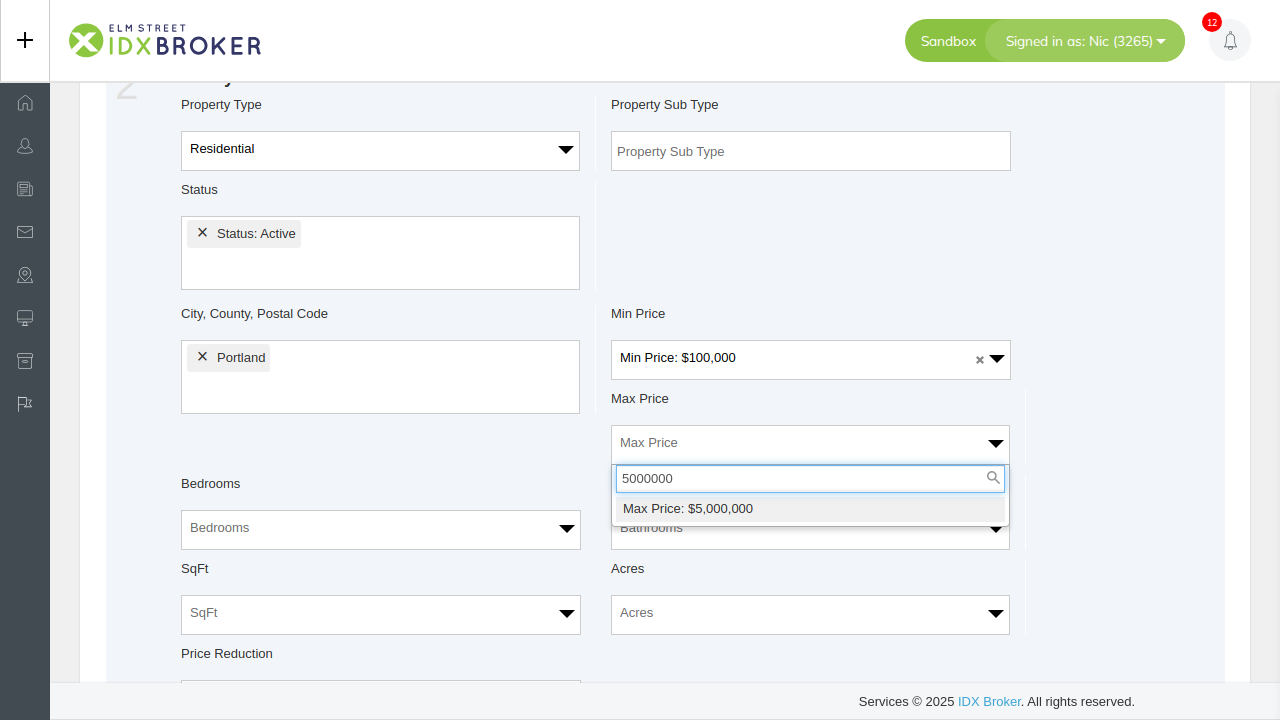 ELM STREET
IDXBROKER
Sandbox
Signed in as: Nic (3265)
12
2
Property Type
Property Sub Type
Residential
Property Sub Type
Status
× Status: Active
City, County, Postal Code
Min Price
× Portland
Min Price: $100,000
×
Max Price
Max Price
5000000
Max Price: $5,000,000
Bedrooms
Bedrooms
Bathrooms
SqFt
Acres
SqFt
Acres
Price Reduction
Services © 2025 IDX Broker. All rights reserved.